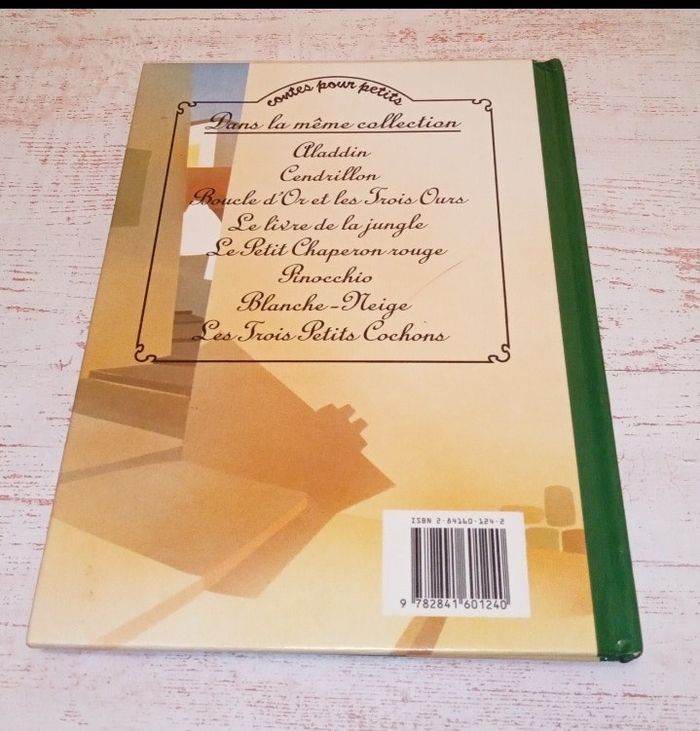 contes pour petits
Dans la même collection
Aladdin
Cendrillon
Boucle d'Or et les Trois Ours
Le livre de la jungle
Le Petit Chaperon rouge
Pinocchio
Blanche-Neige
Les Trois Petits Cochons
ISBN 2-84160-124-2
9 782841 601240